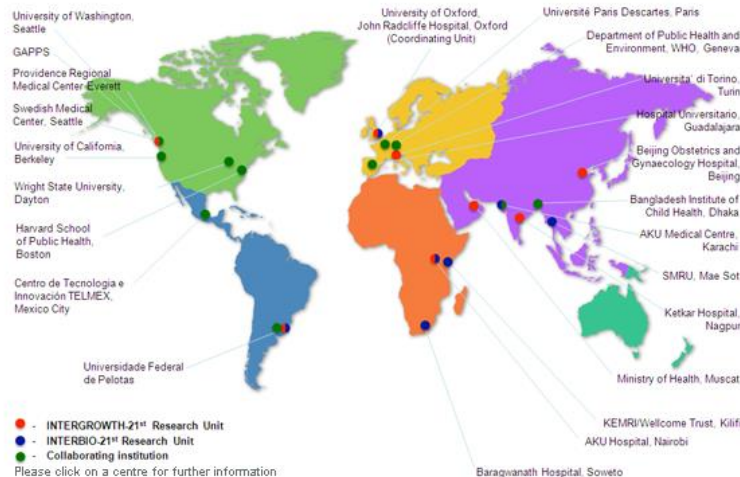 University of Washington,
Seattle
GAPPS
Providence Regional
Medical Center-Everett
Swedish Medical
Center, Seattle
University of California,
Berkeley
Wright State University,
Dayton
Harvard School
of Public Health,
Boston
Centro de Tecnologia e
Innovación TELMEX,
Mexico City
Universidade Federal
de Pelotas
University of Oxford,
John Radcliffe Hospital, Oxford
(Coordinating Unit)
Université Paris Descartes, Paris
Department of Public Health and
Environment, WHO, Geneva
Universita' di Torino,
Turin
Hospital Universitario,
Guadalajara
Beijing Obstetrics and
Gynaecology Hospital,
Beijing
Bangladesh Institute of
Child Health, Dhaka
AKU Medical Centre,
Karachi
SMRU, Mae Sot
Ketkar Hospital,
Nagpur
Ministry of Health, Muscat
KEMRI/Wellcome Trust, Kilifi
AKU Hospital, Nairobi
Baragwanath Hospital, Soweto
- INTERGROWTH-21st Research Unit
- INTERBIO-21st Research Unit
- Collaborating institution
Please click on a centre for further information